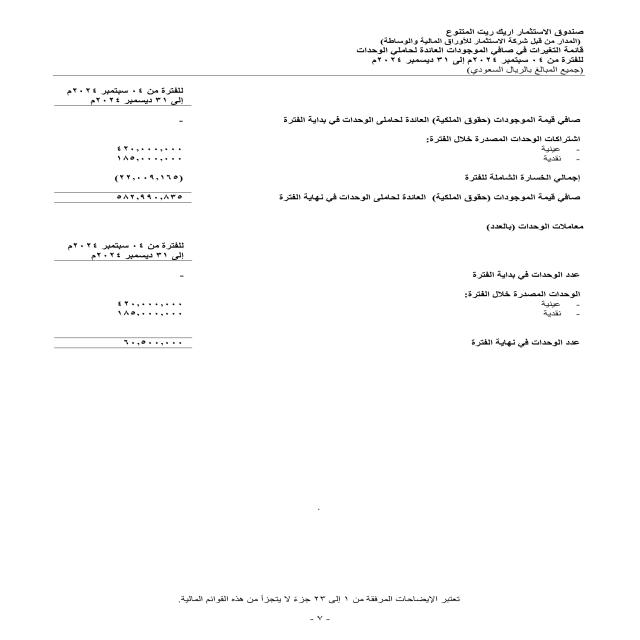 صندوق الاستثمار اريك ريت المتنوع
(المدار من قبل شركة الاستثمار للأوراق المالية والوساطة)
قائمة التغيرات في صافي الموجودات العائدة لحاملي الوحدات
للفترة من ٠٤ سبتمبر ٢٠٢٤م إلى ٣١ ديسمبر ٢٠٢٤م
(جميع المبالغ بالريال السعودي)
للفترة من ٠٤ سبتمبر ٢٠٢٤م
إلى ٣١ ديسمبر ٢٠٢٤م
صافي قيمة الموجودات (حقوق الملكية) العائدة لحاملي الوحدات في بداية الفترة -
اشتراكات الوحدات المصدرة خلال الفترة:
- عينية ٤٢٠,٠٠٠,٠٠٠
- نقدية ١٨٥,٠٠٠,٠٠٠
إجمالي الخسارة الشاملة للفترة (٢٢,٠٠٩,١٦٥)
صافي قيمة الموجودات (حقوق الملكية) العائدة لحاملي الوحدات في نهاية الفترة ٥٨٢,٩٩٠,٨٣٥
معاملات الوحدات (بالعدد)
للفترة من ٠٤ سبتمبر ٢٠٢٤م
إلى ٣١ ديسمبر ٢٠٢٤م
عدد الوحدات في بداية الفترة -
الوحدات المصدرة خلال الفترة:
- عينية ٤٢٠,٠٠٠,٠٠٠
- نقدية ١٨٥,٠٠٠,٠٠٠
عدد الوحدات في نهاية الفترة ٦٠,٥٠٠,٠٠٠
تعتبر الإيضاحات المرفقة من ١ إلى ٢٣ جزة لا يتجزأ من هذه القوائم المالية.
- ٧ -